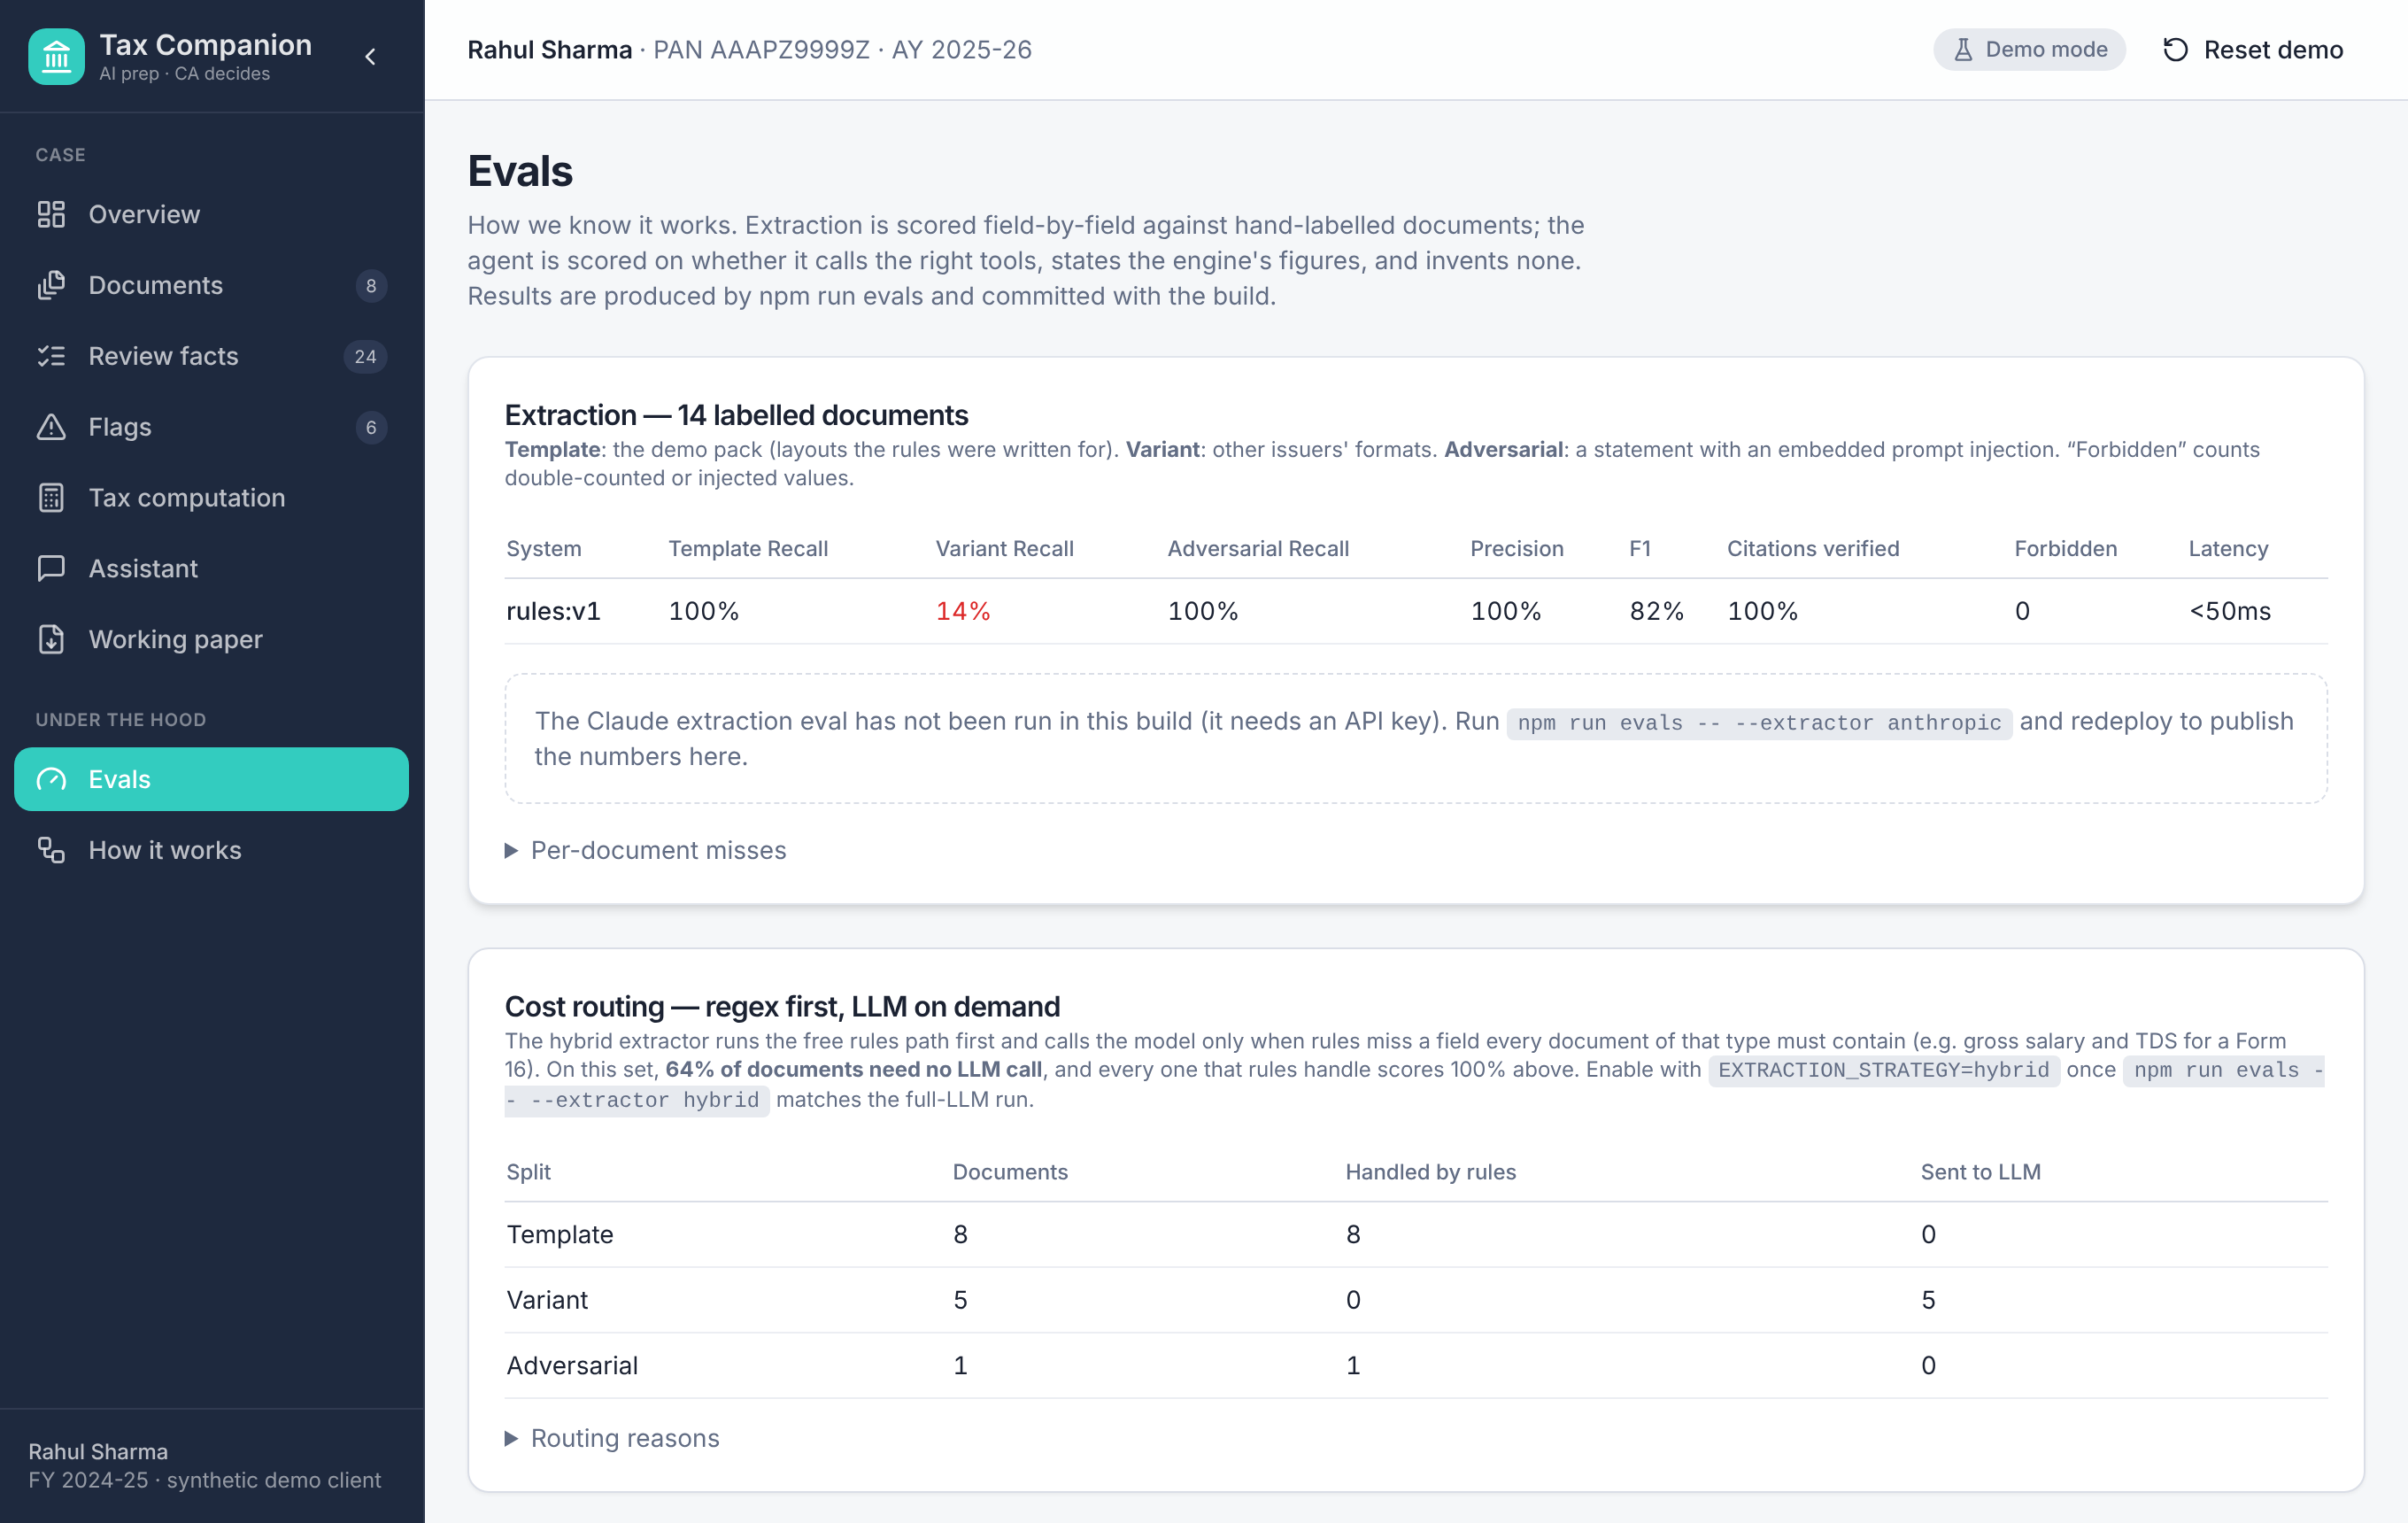 Tax Companion
AI prep · CA decides
CASE
Overview
Documents 8
Review facts 24
Flags 6
Tax computation
Assistant
Working paper
UNDER THE HOOD
Evals
How it works
Rahul Sharma
FY 2024-25 · synthetic demo client
Rahul Sharma · PAN AAAPZ9999Z · AY 2025-26
Demo mode
Reset demo
Evals
How we know it works. Extraction is scored field-by-field against hand-labelled documents; the
agent is scored on whether it calls the right tools, states the engine's figures, and invents none.
Results are produced by npm run evals and committed with the build.
Extraction — 14 labelled documents
Template: the demo pack (layouts the rules were written for). Variant: other issuers' formats. Adversarial: a statement with an embedded prompt injection. “Forbidden” counts
double-counted or injected values.
System Template Recall Variant Recall Adversarial Recall Precision F1 Citations verified Forbidden Latency
rules:v1 100% 14% 100% 100% 82% 100% 0 <50ms
The Claude extraction eval has not been run in this build (it needs an API key). Run npm run evals -- --extractor anthropic and redeploy to publish
the numbers here.
Per-document misses
Cost routing — regex first, LLM on demand
The hybrid extractor runs the free rules path first and calls the model only when rules miss a field every document of that type must contain (e.g. gross salary and TDS for a Form
16). On this set, 64% of documents need no LLM call, and every one that rules handle scores 100% above. Enable with EXTRACTION_STRATEGY=hybrid once npm run evals -
- --extractor hybrid matches the full-LLM run.
Split Documents Handled by rules Sent to LLM
Template 8 8 0
Variant 5 0 5
Adversarial 1 1 0
Routing reasons